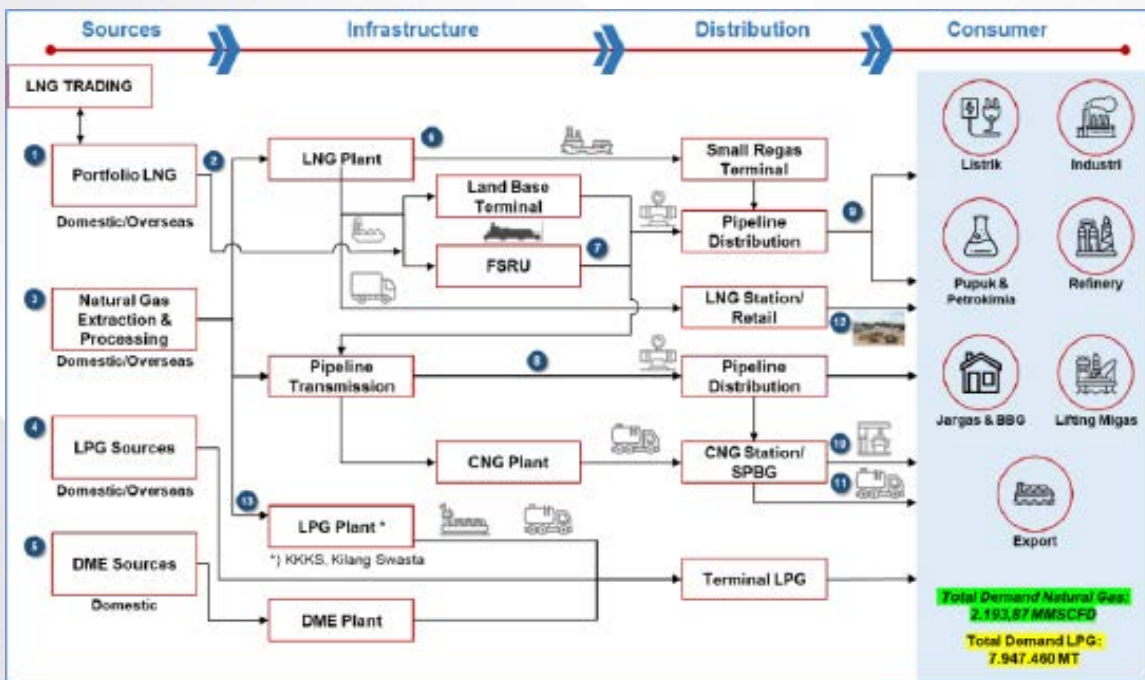 Sources
Infrastructure
Distribution
Consumer
LNG TRADING
1
Portfolio LNG
2
Domestic/Overseas
3
Natural Gas
Extraction &
Processing
Domestic/Overseas
4
LPG Sources
Domestic/Overseas
5
DME Sources
Domestic
LNG Plant
6
Land Base
Terminal
FSRU
7
Pipeline
Transmission
8
CNG Plant
13
LPG Plant *
*) KKKS, Kilang Swasta
DME Plant
Small Regas
Terminal
Pipeline
Distribution
9
LNG Station/
Retail
12
Pipeline
Distribution
CNG Station/
SPBG
10
11
Terminal LPG
Listrik
Industri
Pupuk &
Petrokimia
Refinery
Jargas & BBG
Lifting Migas
Export
Total Demand Natural Gas:
2.193,87 MMSCFD
Total Demand LPG:
7.947.460 MT